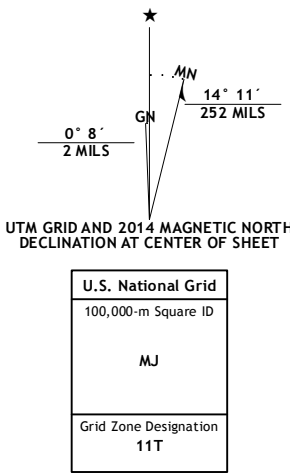 ★
MN
GN
14° 11´
252 MILS
0° 8´
2 MILS
UTM GRID AND 2014 MAGNETIC NORTH
DECLINATION AT CENTER OF SHEET
U.S. National Grid
100,000-m Square ID
MJ
Grid Zone Designation
11T